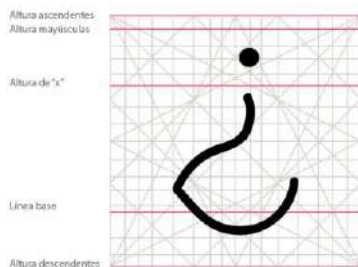 Altura ascendentes
Altura mayúsculas
Altura de "x"
¿
Línea base
Altura descendentes